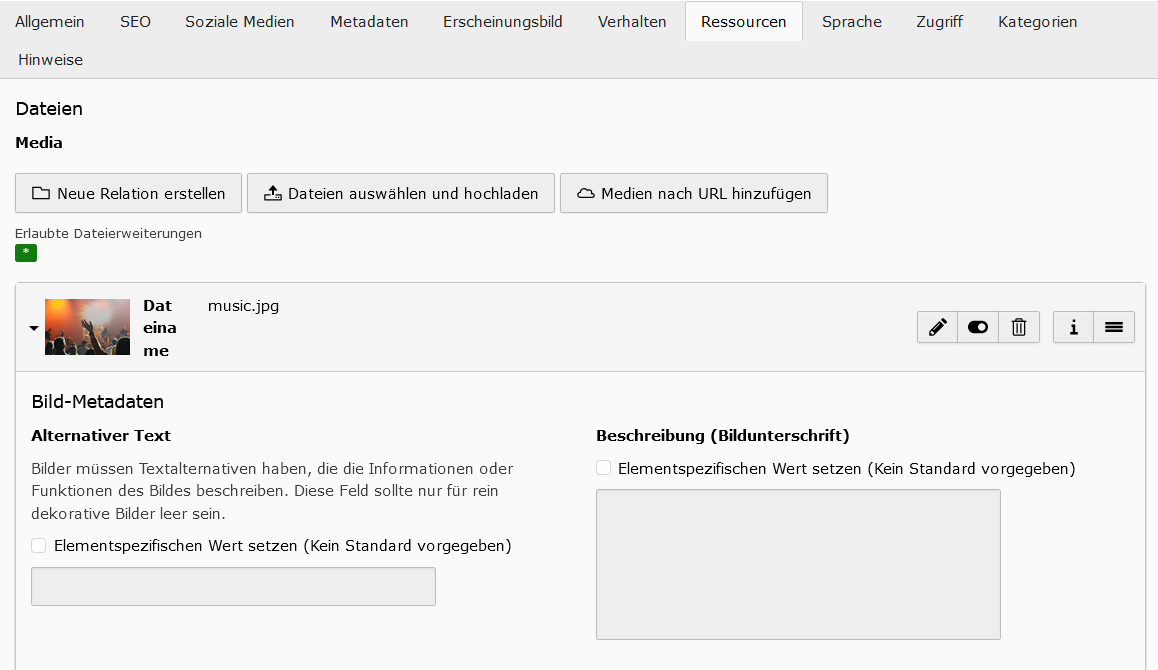 Allgemein SEO Soziale Medien Metadaten Erscheinungsbild Verhalten Ressourcen Sprache Zugriff Kategorien
Hinweise
Dateien
Media
Neue Relation erstellen Dateien auswählen und hochladen Medien nach URL hinzufügen
Erlaubte Dateierweiterungen
*
Dat
eina
me
music.jpg
Bild-Metadaten
Alternativer Text
Bilder müssen Textalternativen haben, die die Informationen oder
Funktionen des Bildes beschreiben. Diese Feld sollte nur für rein
dekorative Bilder leer sein.
Elementspezifischen Wert setzen (Kein Standard vorgegeben)
Beschreibung (Bildunterschrift)
Elementspezifischen Wert setzen (Kein Standard vorgegeben)